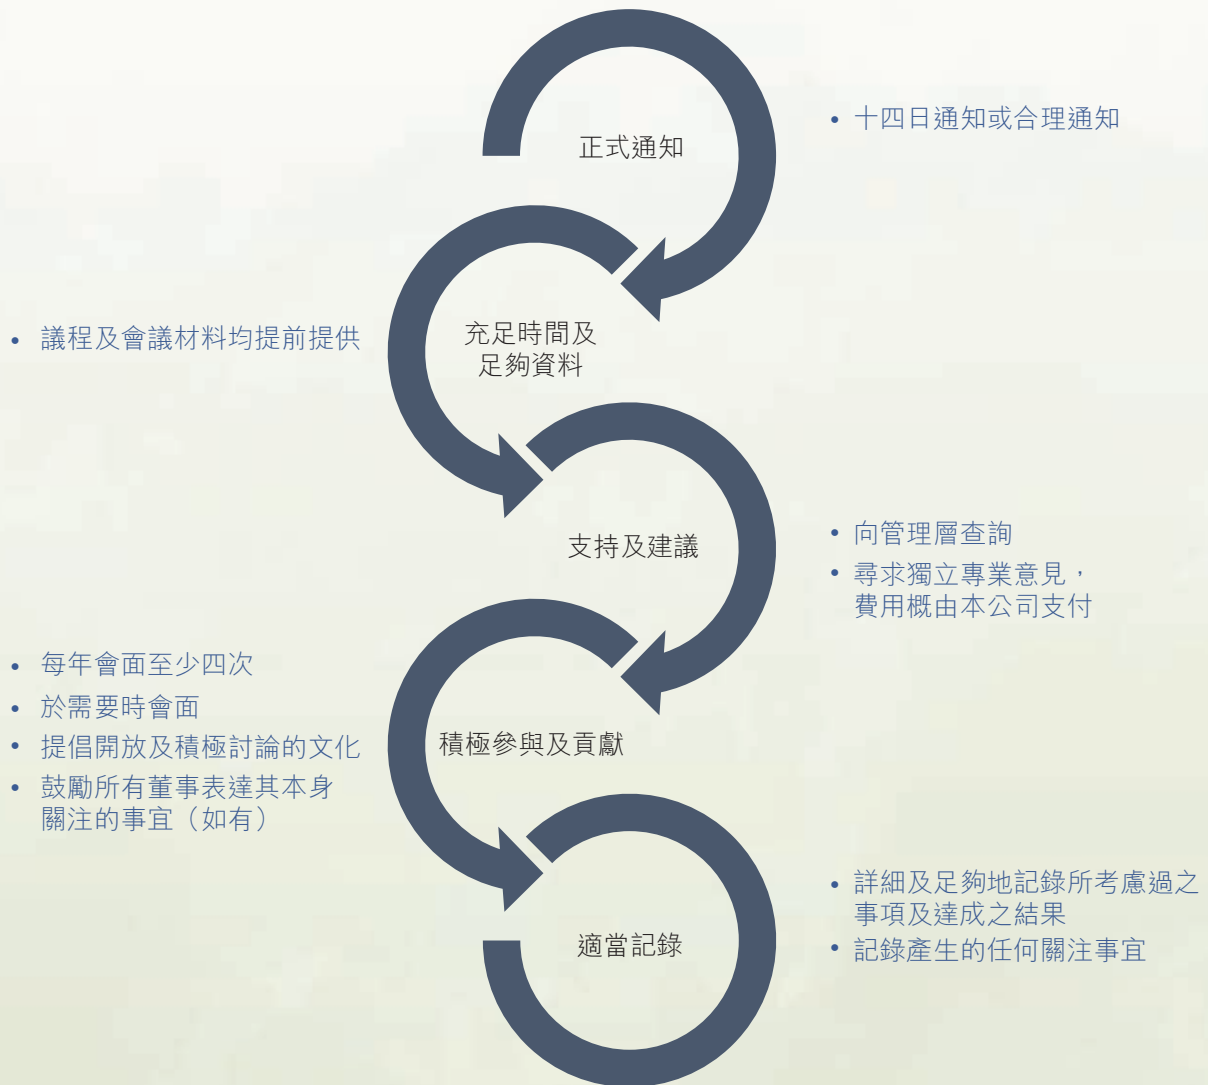 正式通知
• 十四日通知或合理通知
充足時間及
足夠資料
• 議程及會議材料均提前提供
支持及建議
• 向管理層查詢
• 尋求獨立專業意見，
費用概由本公司支付
積極參與及貢獻
• 每年會面至少四次
• 於需要時會面
• 提倡開放及積極討論的文化
• 鼓勵所有董事表達其本身
關注的事宜（如有）
適當記錄
• 詳細及足夠地記錄所考慮過之
事項及達成之結果
• 記錄產生的任何關注事宜